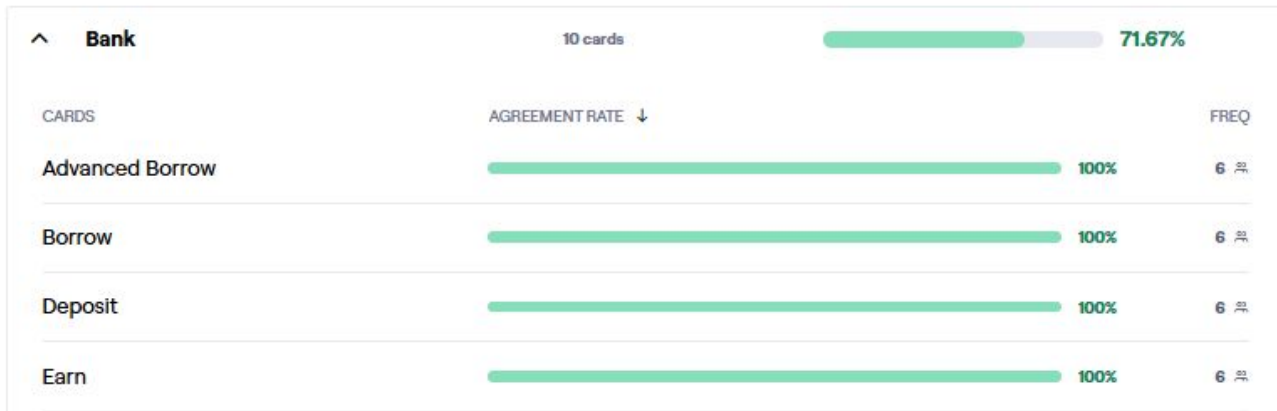 Bank 10 cards 71.67%
CARDS AGREEMENT RATE ↓ FREQ
Advanced Borrow 100% 6
Borrow 100% 6
Deposit 100% 6
Earn 100% 6